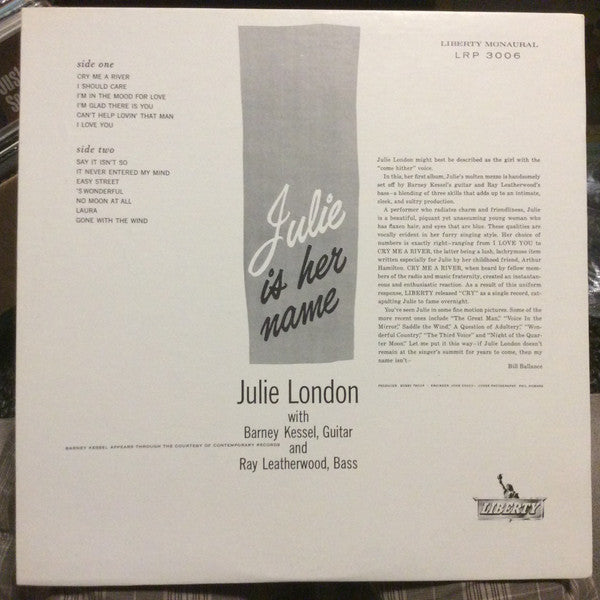 LIBERTY MONAURAL
LRP 3006
side one
CRY ME A RIVER
I SHOULD CARE
I'M IN THE MOOD FOR LOVE
I'M GLAD THERE IS YOU
CAN'T HELP LOVIN' THAT MAN
I LOVE YOU
side two
SAY IT ISN'T SO
IT NEVER ENTERED MY MIND
EASY STREET
'S WONDERFUL
NO MOON AT ALL
LAURA
GONE WITH THE WIND
Julie
is her
name
Julie London
with
Barney Kessel, Guitar
and
Ray Leatherwood, Bass
BARNEY KESSEL APPEARS THROUGH THE COURTESY OF CONTEMPORARY RECORDS
Julie London might best be described as the girl with the
"come hither" voice.
In this, her first album, Julie's molten mezzo is handsomely
set off by Barney Kessel's guitar and Ray Leatherwood's
bass—a blending of three skills that adds up to an intimate,
sleek, and sultry production.
A performer who radiates charm and friendliness, Julie
is a beautiful, piquant yet unassuming young woman who
has flaxen hair, and eyes that are blue. These qualities are
vocally evident in her furry singing style. Her choice of
numbers is exactly right—ranging from I LOVE YOU to
CRY ME A RIVER, the latter being a lush, lachrymose item
written especially for Julie by her childhood friend, Arthur
Hamilton. CRY ME A RIVER, when heard by fellow mem-
bers of the radio and music fraternity, created an instantan-
eous and enthusiastic reaction. As a result of this uniform
response, LIBERTY released "CRY" as a single record, cat-
apulting Julie to fame overnight.
You've seen Julie in some fine motion pictures. Some of the
more recent ones include "The Great Man," "Voice In the
Mirror," Saddle the Wind," A Question of Adultery," "Won-
derful Country," "The Third Voice" and "Night of the Quar-
ter Moon." Let me put it this way—if Julie London doesn't
remain at the singer's summit for years to come, then my
name isn't—
Bill Ballance
LIBERTY